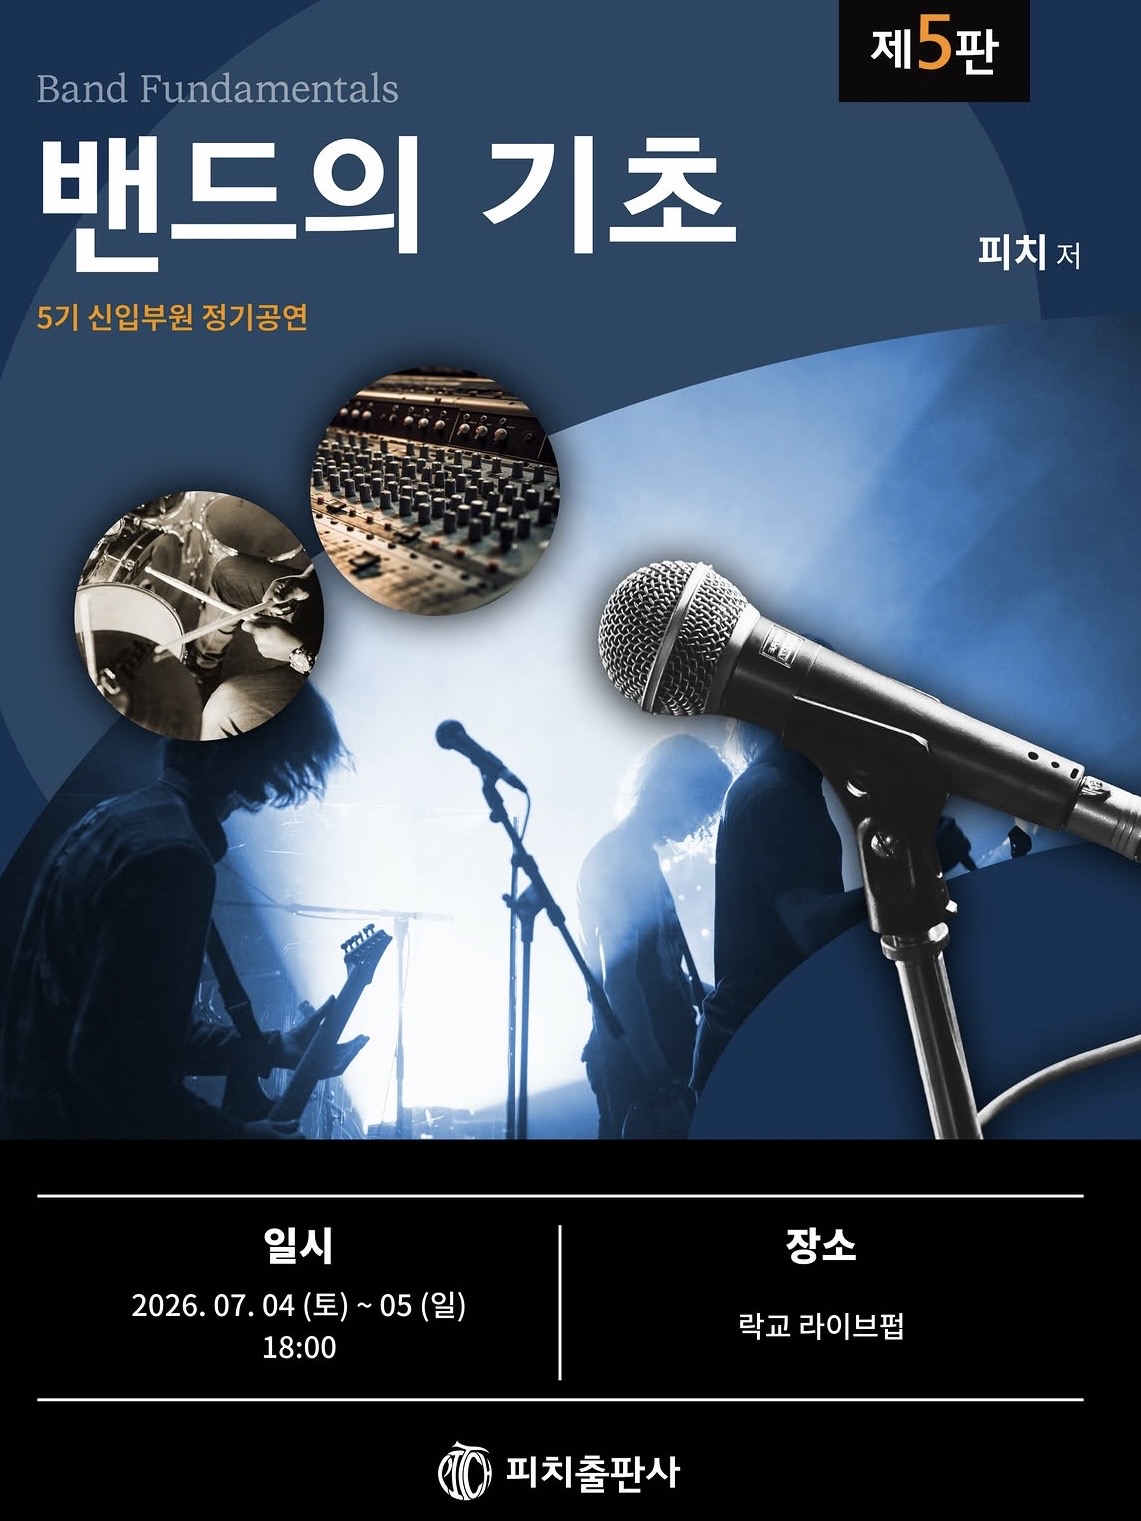 제5판
Band Fundamentals
밴드의 기초
피치 저
5기 신입부원 정기공연
일시
2026. 07. 04 (토) ~ 05 (일)
18:00
장소
락교 라이브펍
PITCH 피치출판사